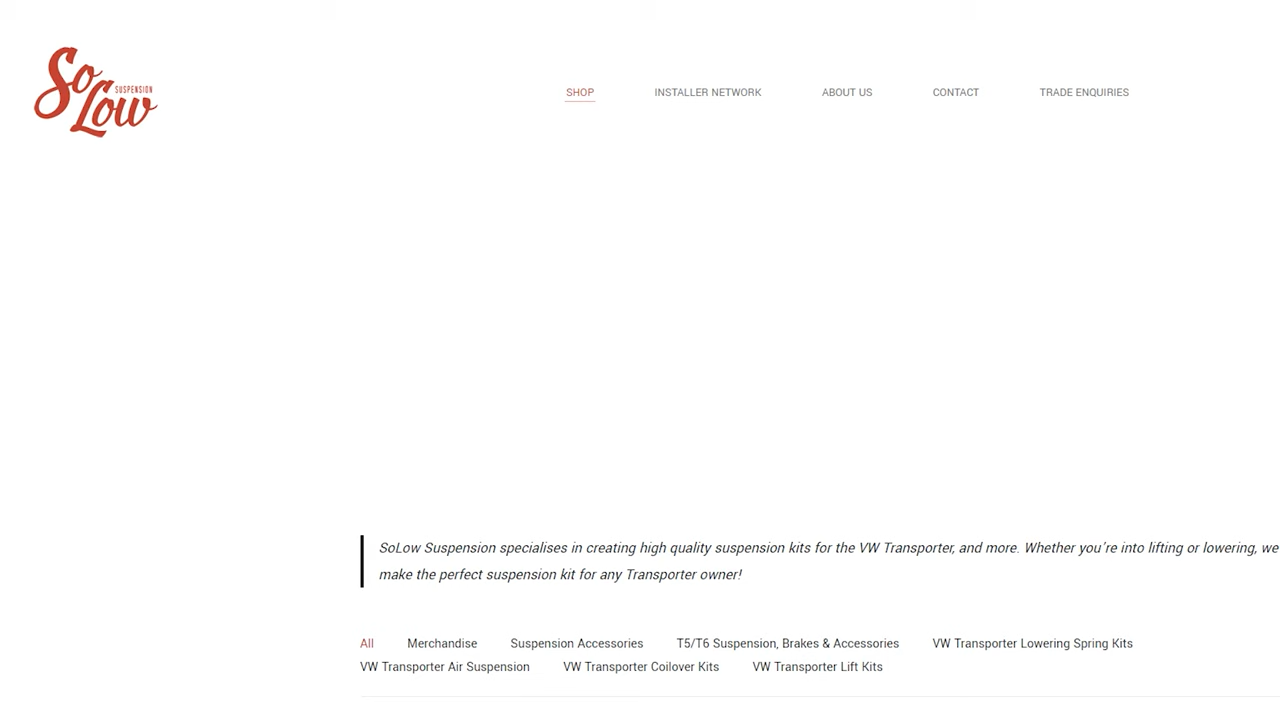 So
Low
SUSPENSION
SHOP INSTALLER NETWORK ABOUT US CONTACT TRADE ENQUIRIES
SoLow Suspension specialises in creating high quality suspension kits for the VW Transporter, and more. Whether you're into lifting or lowering, we
make the perfect suspension kit for any Transporter owner!
All Merchandise Suspension Accessories T5/T6 Suspension, Brakes & Accessories VW Transporter Lowering Spring Kits
VW Transporter Air Suspension VW Transporter Coilover Kits VW Transporter Lift Kits